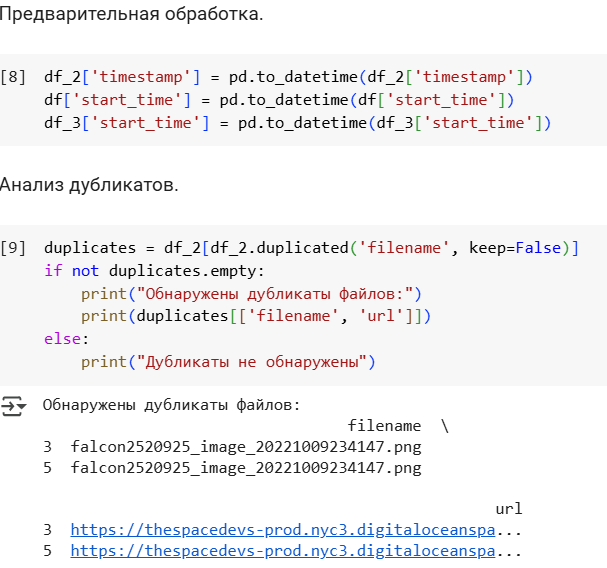 Предварительная обработка.
[8] df_2['timestamp'] = pd.to_datetime(df_2['timestamp'])
df['start_time'] = pd.to_datetime(df['start_time'])
df_3['start_time'] = pd.to_datetime(df_3['start_time'])
Анализ дубликатов.
[9] duplicates = df_2[df_2.duplicated('filename', keep=False)]
if not duplicates.empty:
    print("Обнаружены дубликаты файлов:")
    print(duplicates[['filename', 'url']])
else:
    print("Дубликаты не обнаружены")
Обнаружены дубликаты файлов:
filename \
3 falcon2520925_image_20221009234147.png
5 falcon2520925_image_20221009234147.png
url
3 https://thespacedevs-prod.nyc3.digitaloceanspa...
5 https://thespacedevs-prod.nyc3.digitaloceanspa...